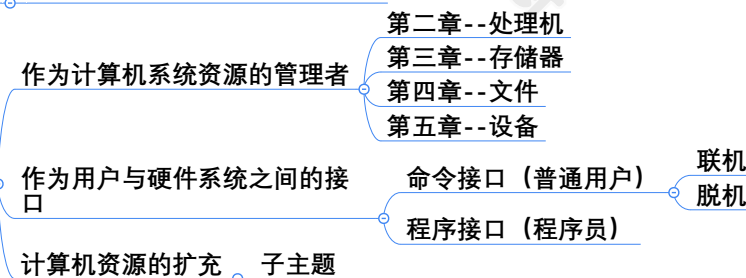 第二章--处理机
作为计算机系统资源的管理者
第三章--存储器
第四章--文件
第五章--设备
作为用户与硬件系统之间的接
口
命令接口（普通用户）
联机
脱机
程序接口（程序员）
计算机资源的扩充
子主题